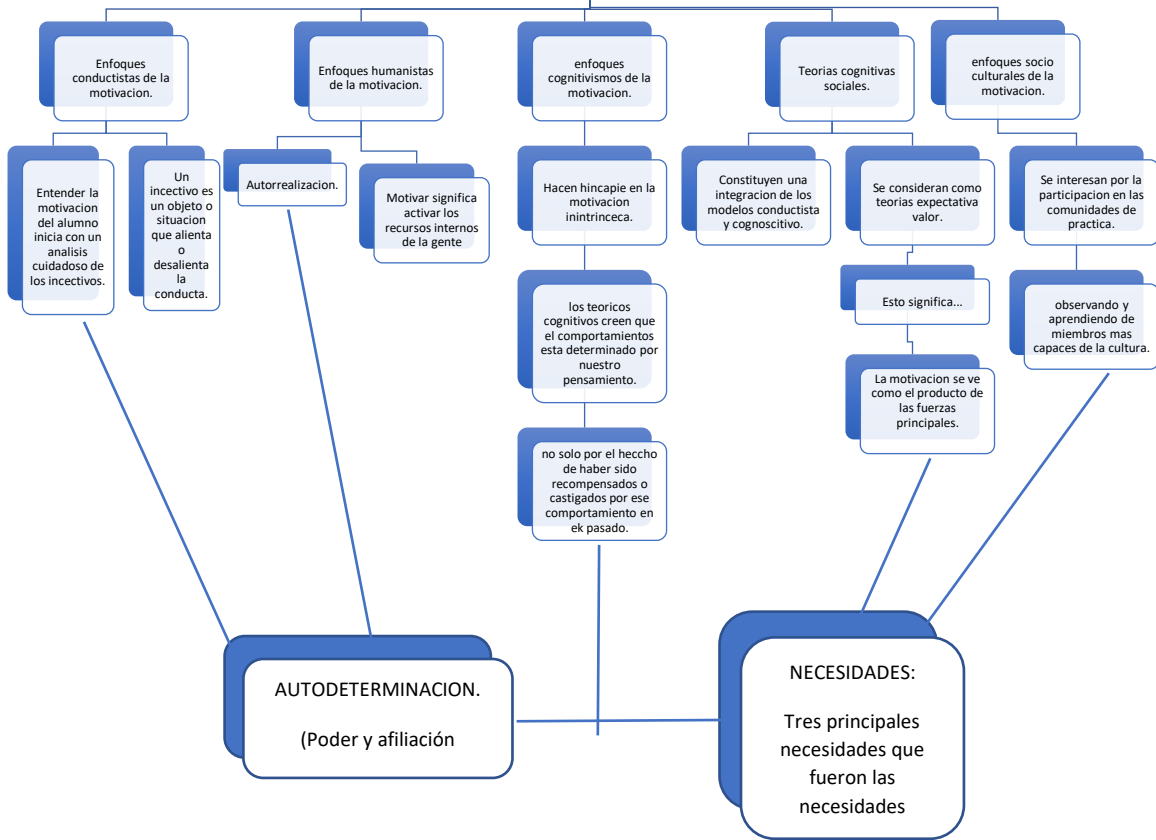 Enfoques
conductistas de la
motivacion.
Entender la
motivacion
del alumno
inicia con un
analisis
cuidadoso de
los incectivos.
Un
incectivo es
un objeto o
situacion
que alienta o
desalienta
la
conducta.
Enfoques humanistas
de la motivacion.
Autorrealizacion.
Motivar significa
activar los
recursos internos
de la gente
enfoques
cognitivismos de la
motivacion.
Hacen hincapie en la
motivacion
inintrinceca.
los teoricos
cognitivos creen que
el comportamientos
esta determinado por
nuestro
pensamiento.
no solo por el heccho
de haber sido
recompensados o
castigados por ese
comportamiento en
ek pasado.
Teorias cognitivas
sociales.
Constituyen una
integracion de los
modelos conductista
y cognoscitivo.
Se consideran como
teorias expectativa
valor.
Esto significa...
La motivacion se ve
como el producto de
las fuerzas
principales.
enfoques socio
culturales de la
motivacion.
Se interesan por la
participacion en las
comunidades de
practica.
observando y
aprendiendo de
miembros mas
capaces de la cultura.
AUTODETERMINACION.
(Poder y afiliación
NECESIDADES:
Tres principales
necesidades que
fueron las
necesidades